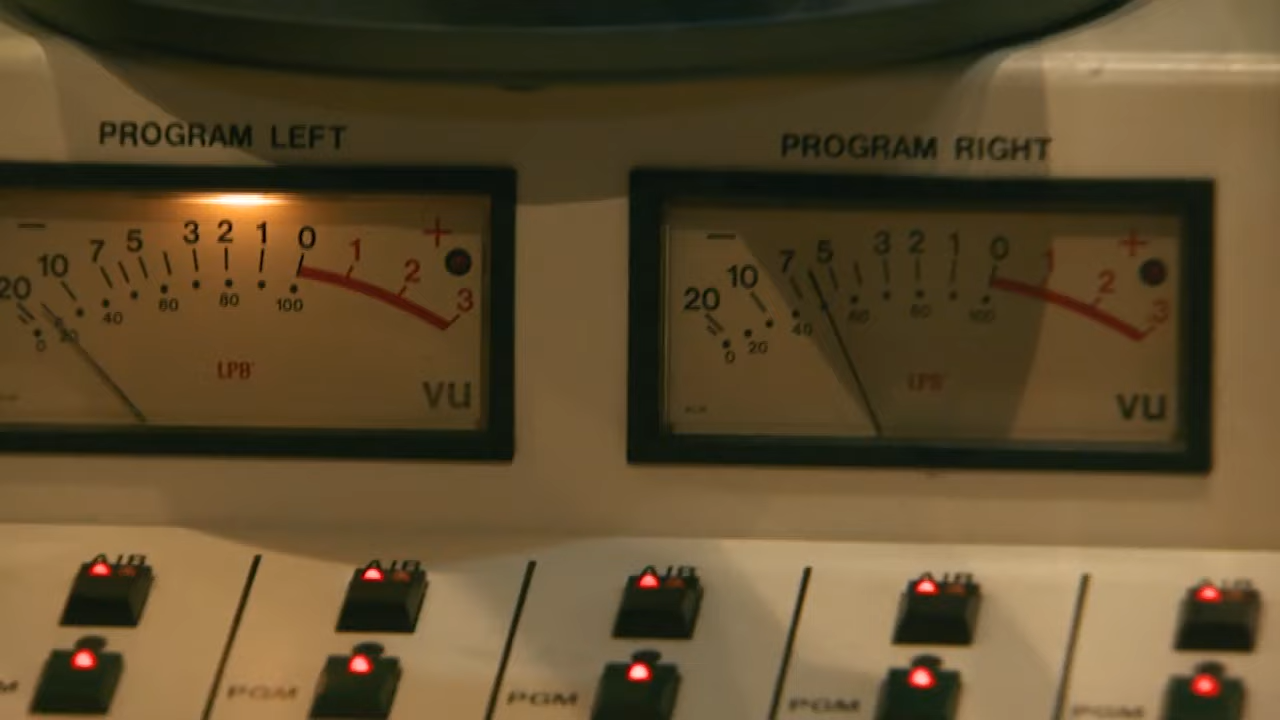 PROGRAM LEFT
PROGRAM RIGHT
− 20 10 7 5 3 2 1 0 1 2 3 +
0 20 40 60 80 100
LPB
VU
− 20 10 7 5 3 2 1 0 1 2 3 +
0 20 40 60 80 100
LPB
VU
A/B A/B A/B A/B A/B
PGM PGM PGM PGM